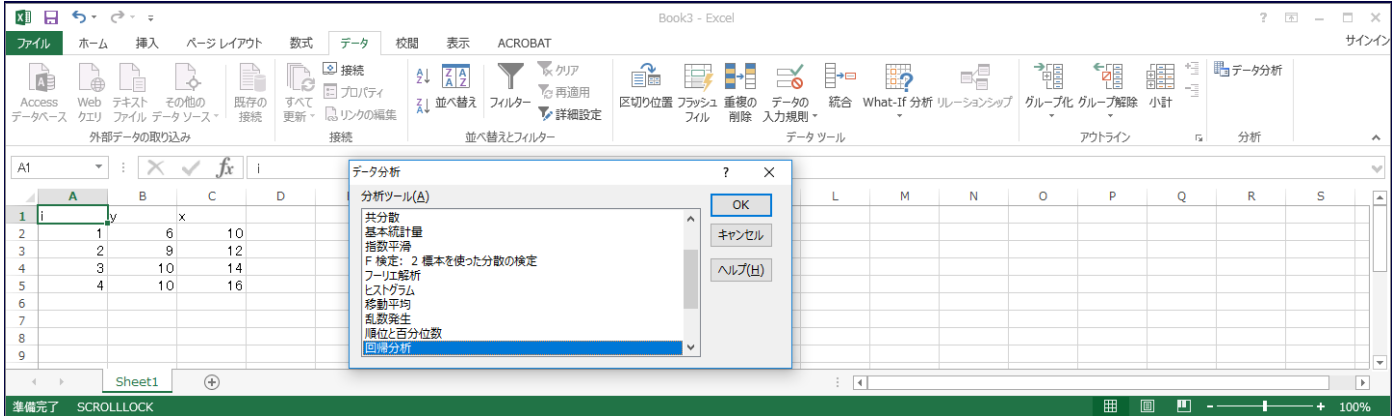 Book3 - Excel
ファイル ホーム 挿入 ページ レイアウト 数式 データ 校閲 表示 ACROBAT サインイン
Access データベース
Web クエリ
テキスト ファイル
その他の データ ソース
既存の 接続
外部データの取り込み
すべて 更新
接続
プロパティ
リンクの編集
接続
並べ替え
フィルター
クリア
再適用
詳細設定
並べ替えとフィルター
区切り位置
フラッシュ フィル
重複の 削除
データの 入力規則
統合
What-If 分析
リレーションシップ
データ ツール
グループ化
グループ解除
小計
アウトライン
データ分析
分析
A1 fx i
A B C D L M N O P Q R S
1 i y x
2 1 6 10
3 2 9 12
4 3 10 14
5 4 10 16
6
7
8
9
データ分析 ?
分析ツール(A)
共分散
基本統計量
指数平滑
F 検定: 2 標本を使った分散の検定
フーリエ解析
ヒストグラム
移動平均
乱数発生
順位と百分位数
回帰分析
OK
キャンセル
ヘルプ(H)
Sheet1
準備完了 SCROLLLOCK 100%